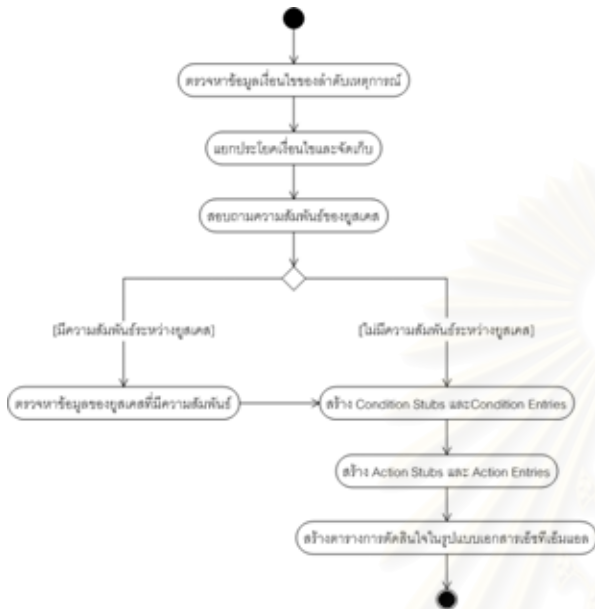 ตรวจหาข้อมูลเงื่อนไขของลำดับเหตุการณ์
แยกประโยคเงื่อนไขและจัดเก็บ
สอบถามความสัมพันธ์ของยูสเคส
[มีความสัมพันธ์ระหว่างยูสเคส]
[ไม่มีความสัมพันธ์ระหว่างยูสเคส]
ตรวจหาข้อมูลของยูสเคสที่มีความสัมพันธ์
สร้าง Condition Stubs และCondition Entries
สร้าง Action Stubs และ Action Entries
สร้างตารางการตัดสินใจในรูปแบบเอกสารเอ็ชทีเอ็มแอล